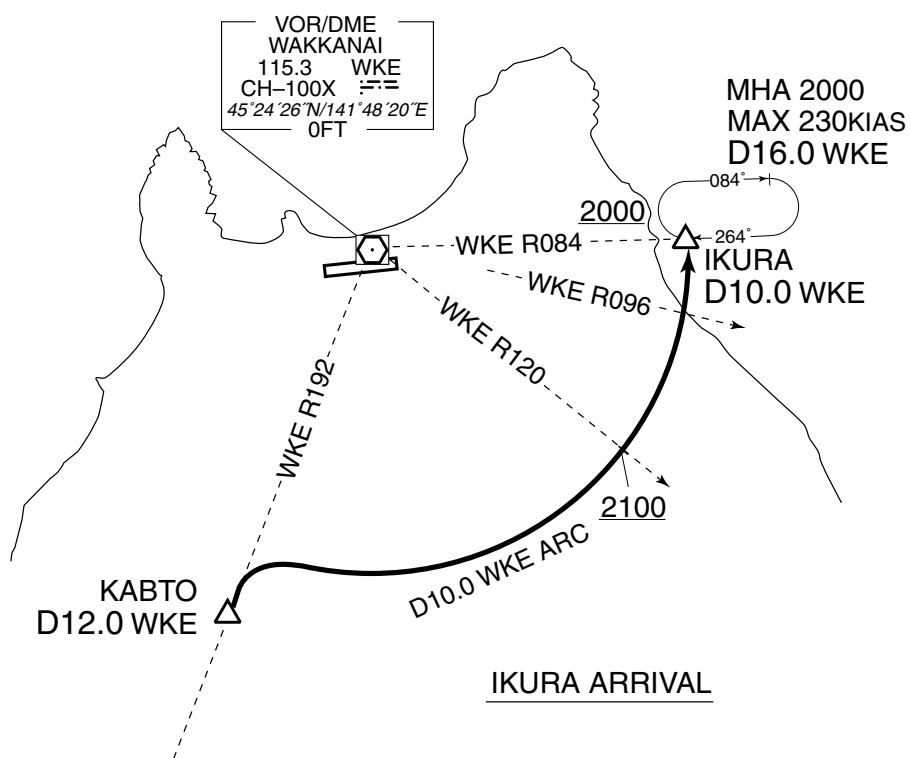 VOR/DME
WAKKANAI
115.3 WKE
CH–100X
45°24´26˝N/141°48´20˝E
0FT
MHA 2000
MAX 230KIAS
D16.0 WKE
084°
264°
2000
WKE R084
IKURA
D10.0 WKE
WKE R096
WKE R120
WKE R192
2100
D10.0 WKE ARC
KABTO
D12.0 WKE
IKURA ARRIVAL